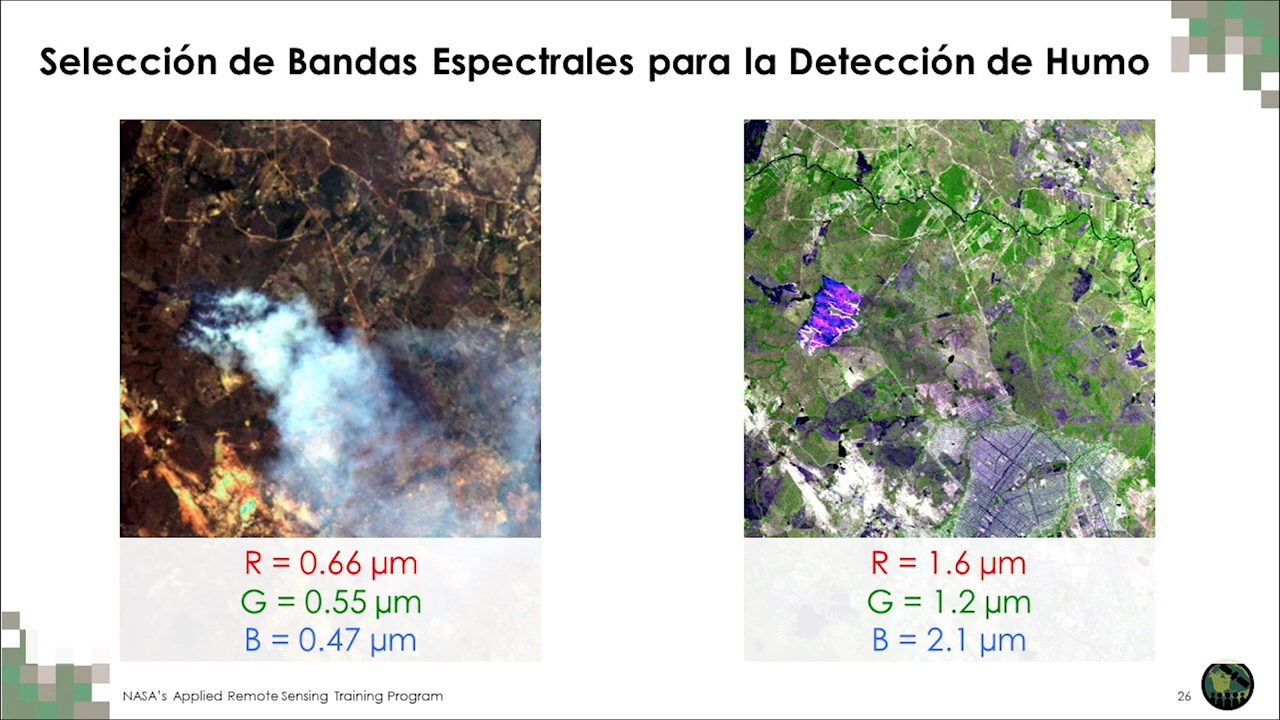 Selección de Bandas Espectrales para la Detección de Humo
R = 0.66 µm
G = 0.55 µm
B = 0.47 µm
R = 1.6 µm
G = 1.2 µm
B = 2.1 µm
NASA's Applied Remote Sensing Training Program
26